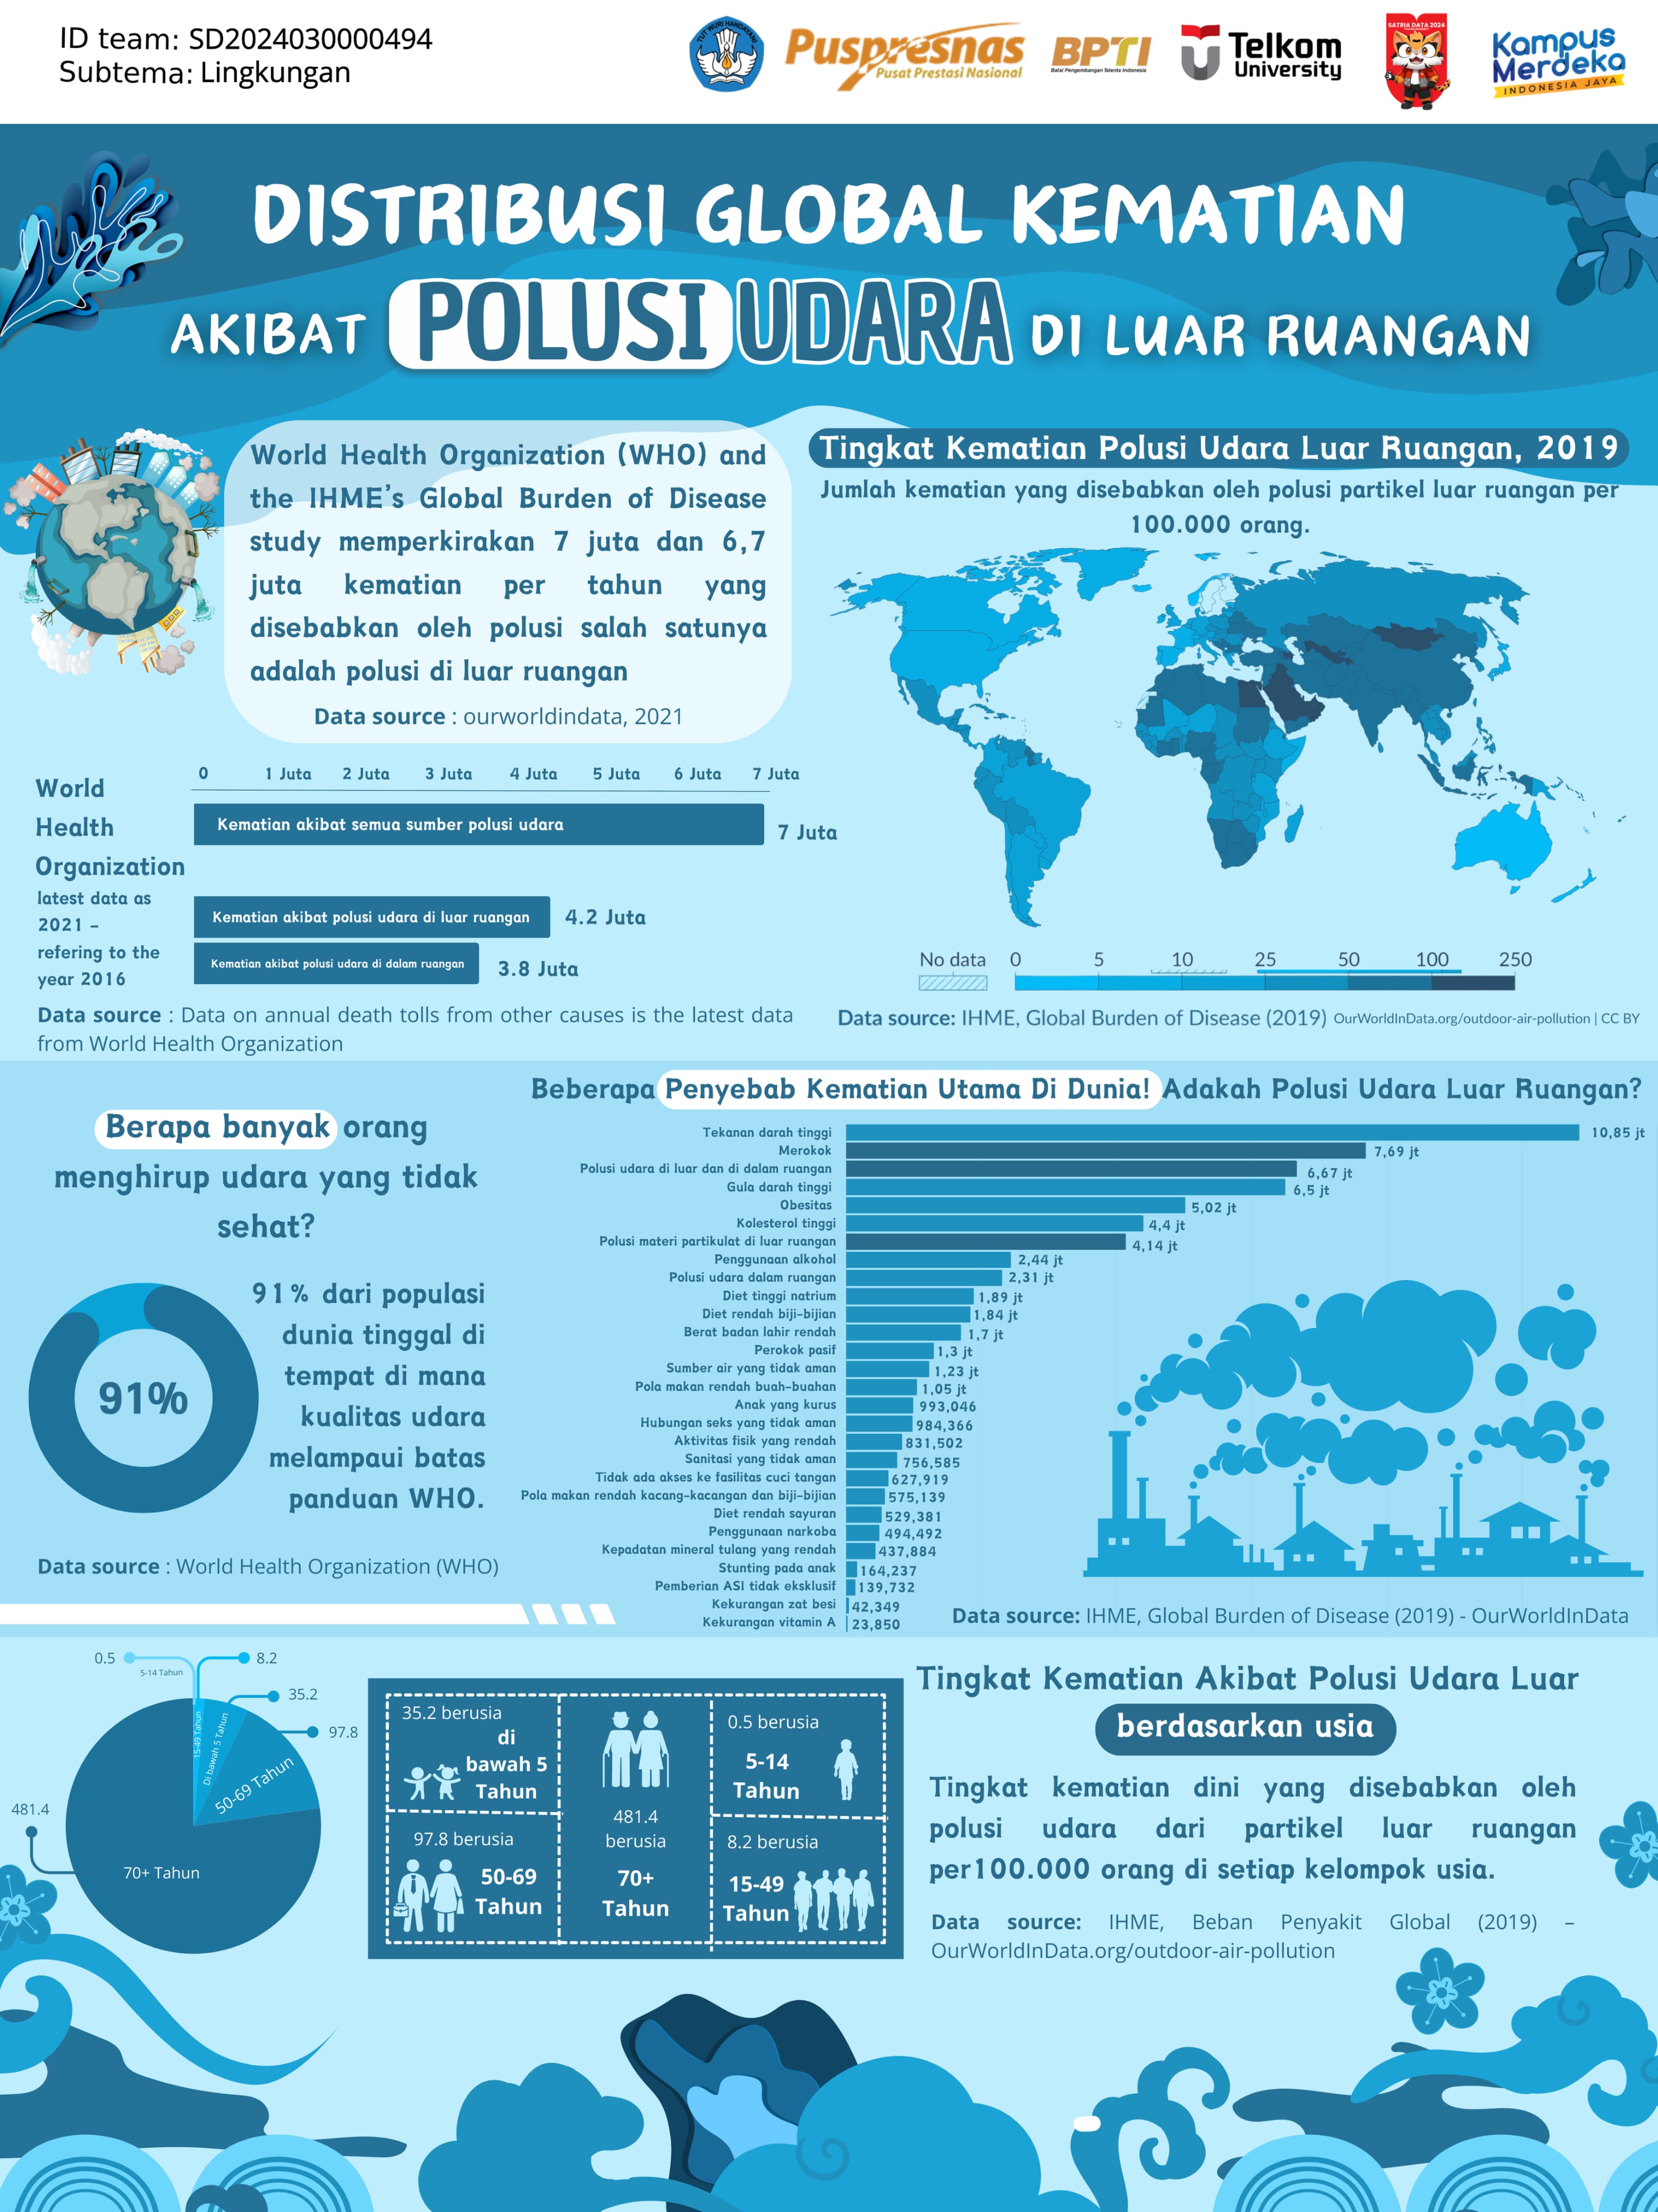 ID team: SD2024030000494
Subtema: Lingkungan
TUT WURI HANDAYANI
Puspresnas
Pusat Prestasi Nasional
BPTI
Balai Pengembangan Talenta Indonesia
Telkom
University
SATRIA DATA 2024
Kampus
Merdeka
INDONESIA JAYA
DISTRIBUSI GLOBAL KEMATIAN
AKIBAT POLUSI UDARA DI LUAR RUANGAN
World Health Organization (WHO) and
the IHME's Global Burden of Disease
study memperkirakan 7 juta dan 6,7
juta kematian per tahun yang
disebabkan oleh polusi salah satunya
adalah polusi di luar ruangan
Data source : ourworldindata, 2021
0 1 Juta 2 Juta 3 Juta 4 Juta 5 Juta 6 Juta 7 Juta
World
Health
Organization
latest data as
2021 -
refering to the
year 2016
Kematian akibat semua sumber polusi udara
7 Juta
Kematian akibat polusi udara di luar ruangan
4.2 Juta
Kematian akibat polusi udara di dalam ruangan
3.8 Juta
Data source : Data on annual death tolls from other causes is the latest data
from World Health Organization
Tingkat Kematian Polusi Udara Luar Ruangan, 2019
Jumlah kematian yang disebabkan oleh polusi partikel luar ruangan per
100.000 orang.
No data 0 5 10 25 50 100 250
Data source: IHME, Global Burden of Disease (2019) OurWorldInData.org/outdoor-air-pollution | CC BY
Berapa banyak orang
menghirup udara yang tidak
sehat?
91%
91% dari populasi
dunia tinggal di
tempat di mana
kualitas udara
melampaui batas
panduan WHO.
Data source : World Health Organization (WHO)
Beberapa Penyebab Kematian Utama Di Dunia! Adakah Polusi Udara Luar Ruangan?
Tekanan darah tinggi 10,85 jt
Merokok 7,69 jt
Polusi udara di luar dan di dalam ruangan 6,67 jt
Gula darah tinggi 6,5 jt
Obesitas 5,02 jt
Kolesterol tinggi 4,4 jt
Polusi materi partikulat di luar ruangan 4,14 jt
Penggunaan alkohol 2,44 jt
Polusi udara dalam ruangan 2,31 jt
Diet tinggi natrium 1,89 jt
Diet rendah biji-bijian 1,84 jt
Berat badan lahir rendah 1,7 jt
Perokok pasif 1,3 jt
Sumber air yang tidak aman 1,23 jt
Pola makan rendah buah-buahan 1,05 jt
Anak yang kurus 993,046
Hubungan seks yang tidak aman 984,366
Aktivitas fisik yang rendah 831,502
Sanitasi yang tidak aman 756,585
Tidak ada akses ke fasilitas cuci tangan 627,919
Pola makan rendah kacang-kacangan dan biji-bijian 575,139
Diet rendah sayuran 529,381
Penggunaan narkoba 494,492
Kepadatan mineral tulang yang rendah 437,884
Stunting pada anak 164,237
Pemberian ASI tidak eksklusif 139,732
Kekurangan zat besi 42,349
Kekurangan vitamin A 23,850
Data source: IHME, Global Burden of Disease (2019) - OurWorldInData
0.5
5-14 Tahun
8.2
35.2
97.8
481.4
15-49 Tahun
Di bawah 5 Tahun
50-69 Tahun
70+ Tahun
35.2 berusia
di
bawah 5
Tahun
97.8 berusia
50-69
Tahun
481.4
berusia
70+
Tahun
0.5 berusia
5-14
Tahun
8.2 berusia
15-49
Tahun
Tingkat Kematian Akibat Polusi Udara Luar
berdasarkan usia
Tingkat kematian dini yang disebabkan oleh
polusi udara dari partikel luar ruangan
per100.000 orang di setiap kelompok usia.
Data source: IHME, Beban Penyakit Global (2019) –
OurWorldInData.org/outdoor-air-pollution